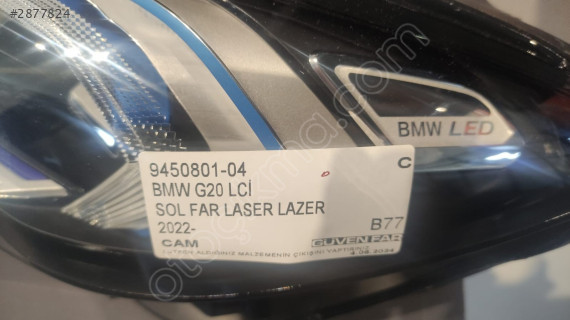 #2877824
BMW LED
9450801-04
C
BMW G20 LCİ
SOL FAR LASER LAZER
2022-
B77
CAM
GÜVEN FAR